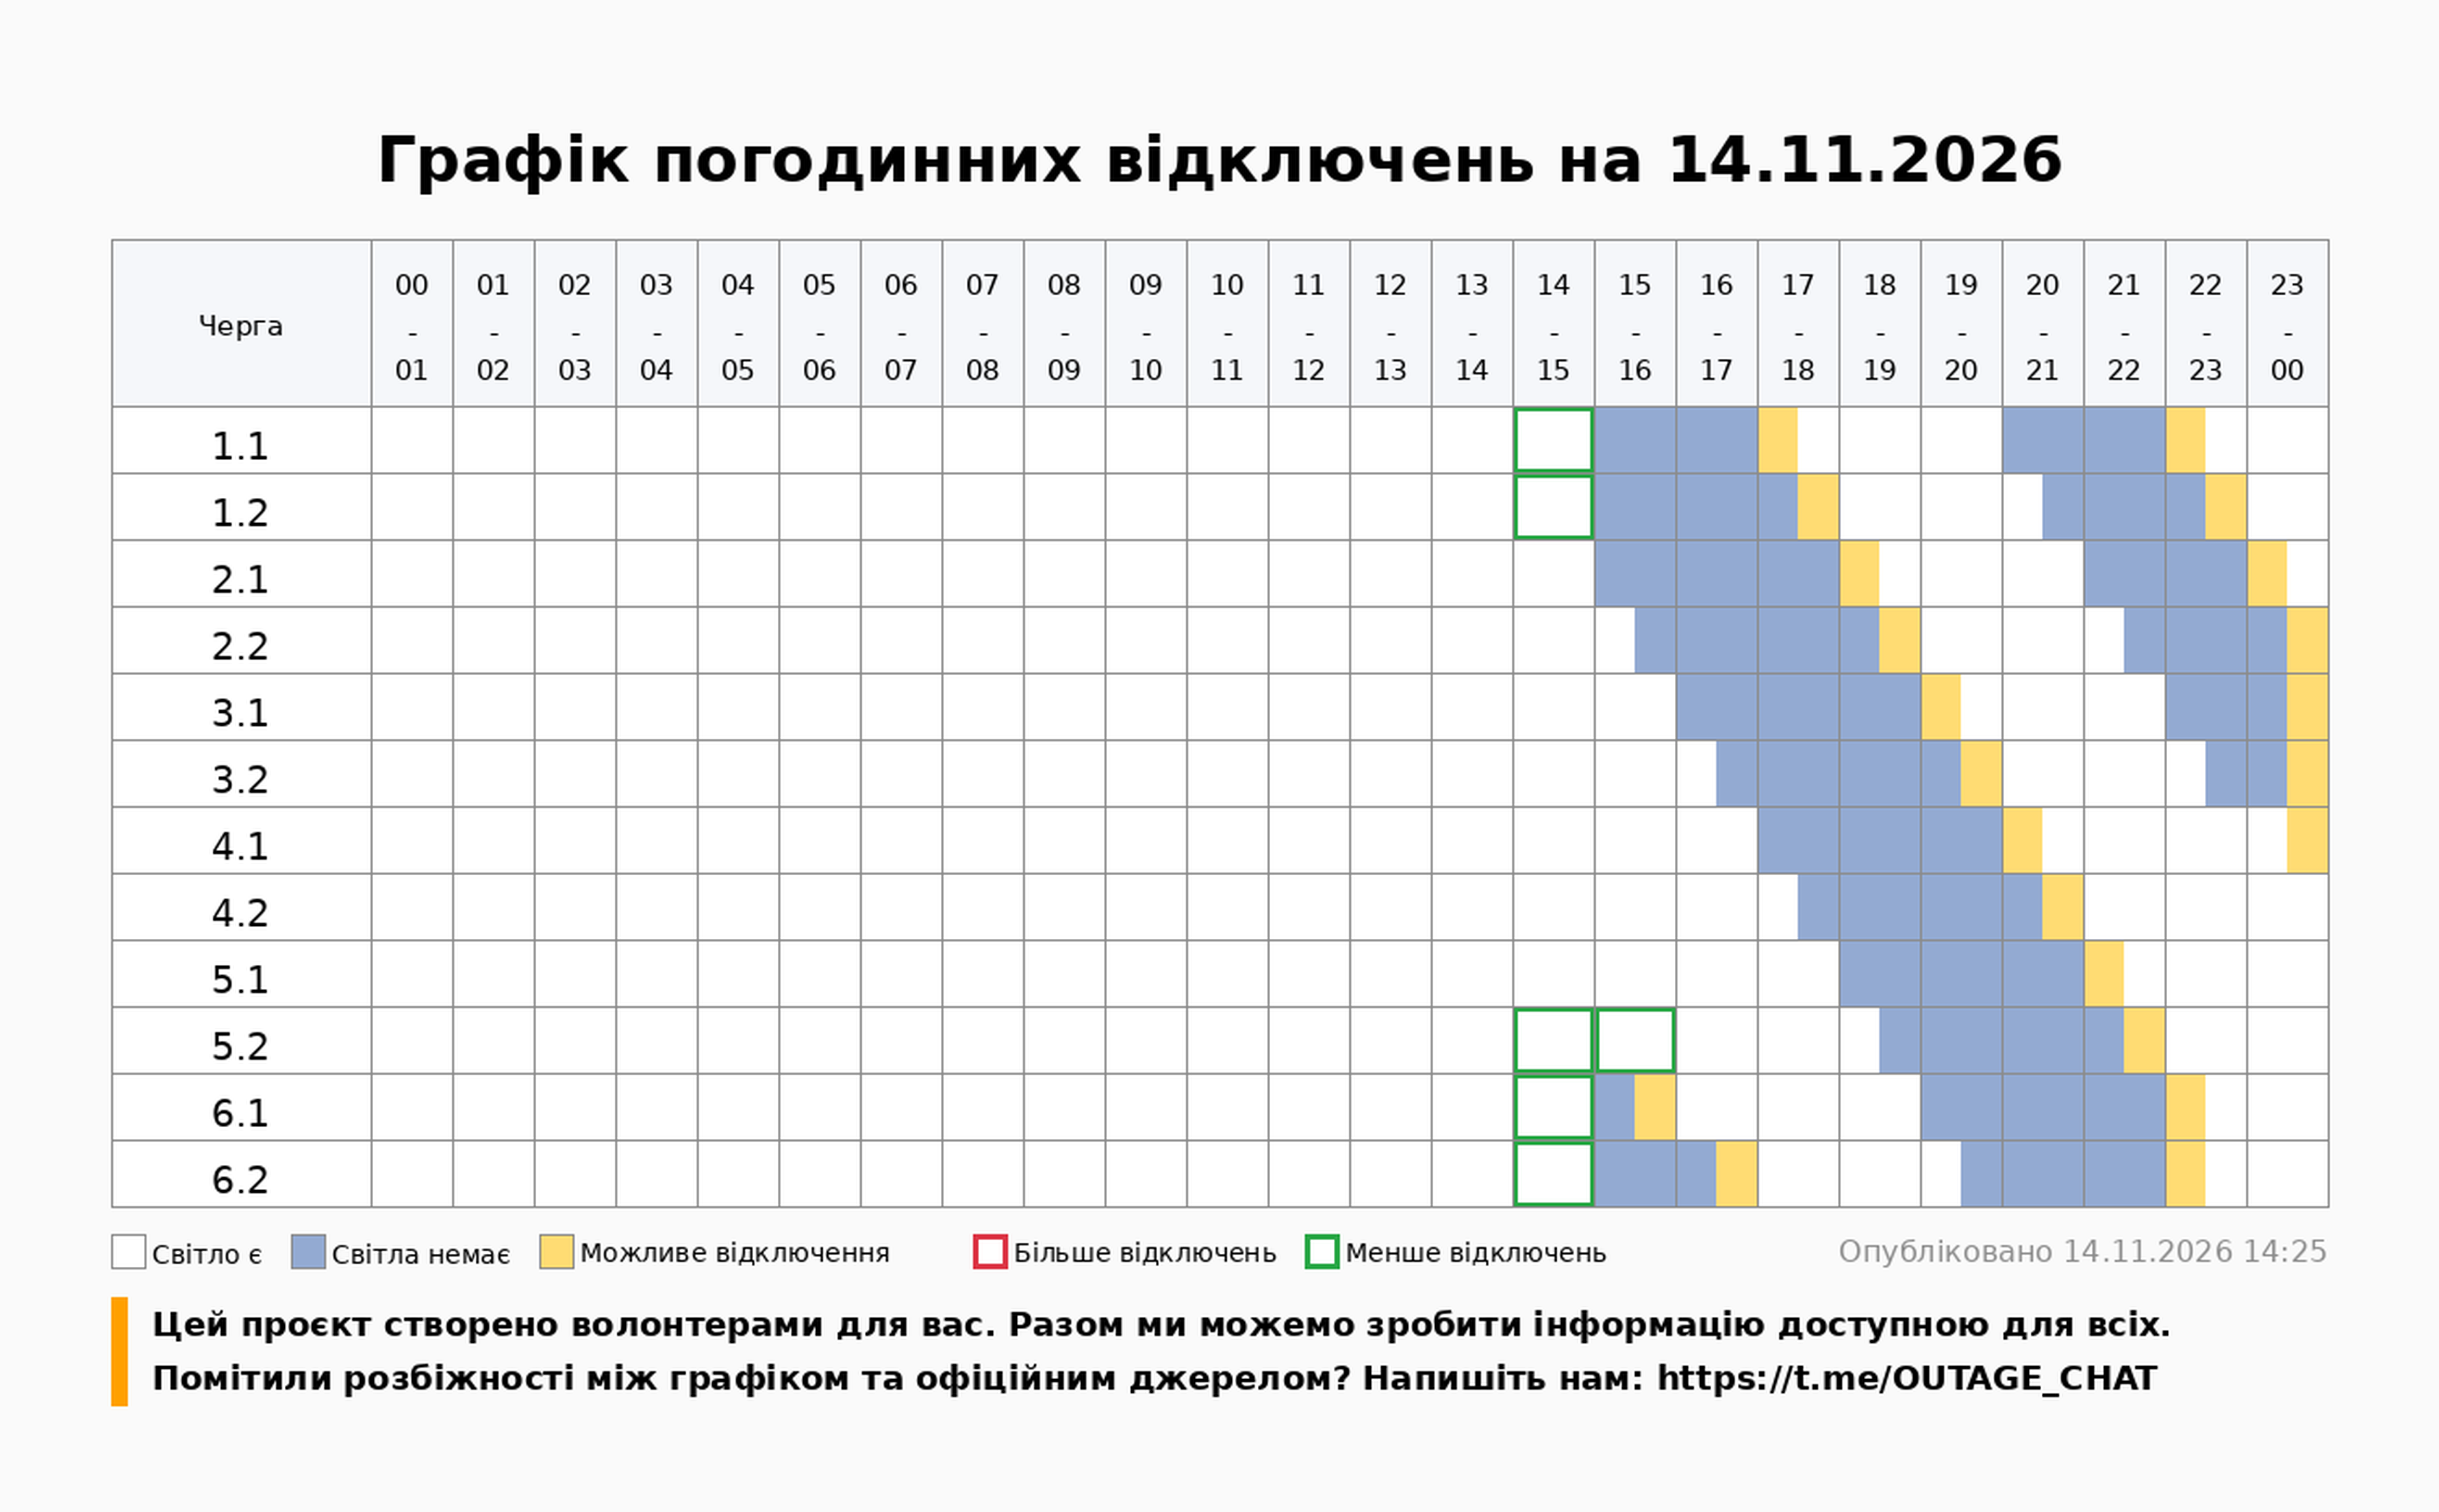 Графік погодинних відключень на 14.11.2026
Черга
00 - 01
01 - 02
02 - 03
03 - 04
04 - 05
05 - 06
06 - 07
07 - 08
08 - 09
09 - 10
10 - 11
11 - 12
12 - 13
13 - 14
14 - 15
15 - 16
16 - 17
17 - 18
18 - 19
19 - 20
20 - 21
21 - 22
22 - 23
23 - 00
1.1
1.2
2.1
2.2
3.1
3.2
4.1
4.2
5.1
5.2
6.1
6.2
Світло є
Світла немає
Можливе відключення
Більше відключень
Менше відключень
Опубліковано 14.11.2026 14:25
Цей проєкт створено волонтерами для вас. Разом ми можемо зробити інформацію доступною для всіх.
Помітили розбіжності між графіком та офіційним джерелом? Напишіть нам: https://t.me/OUTAGE_CHAT